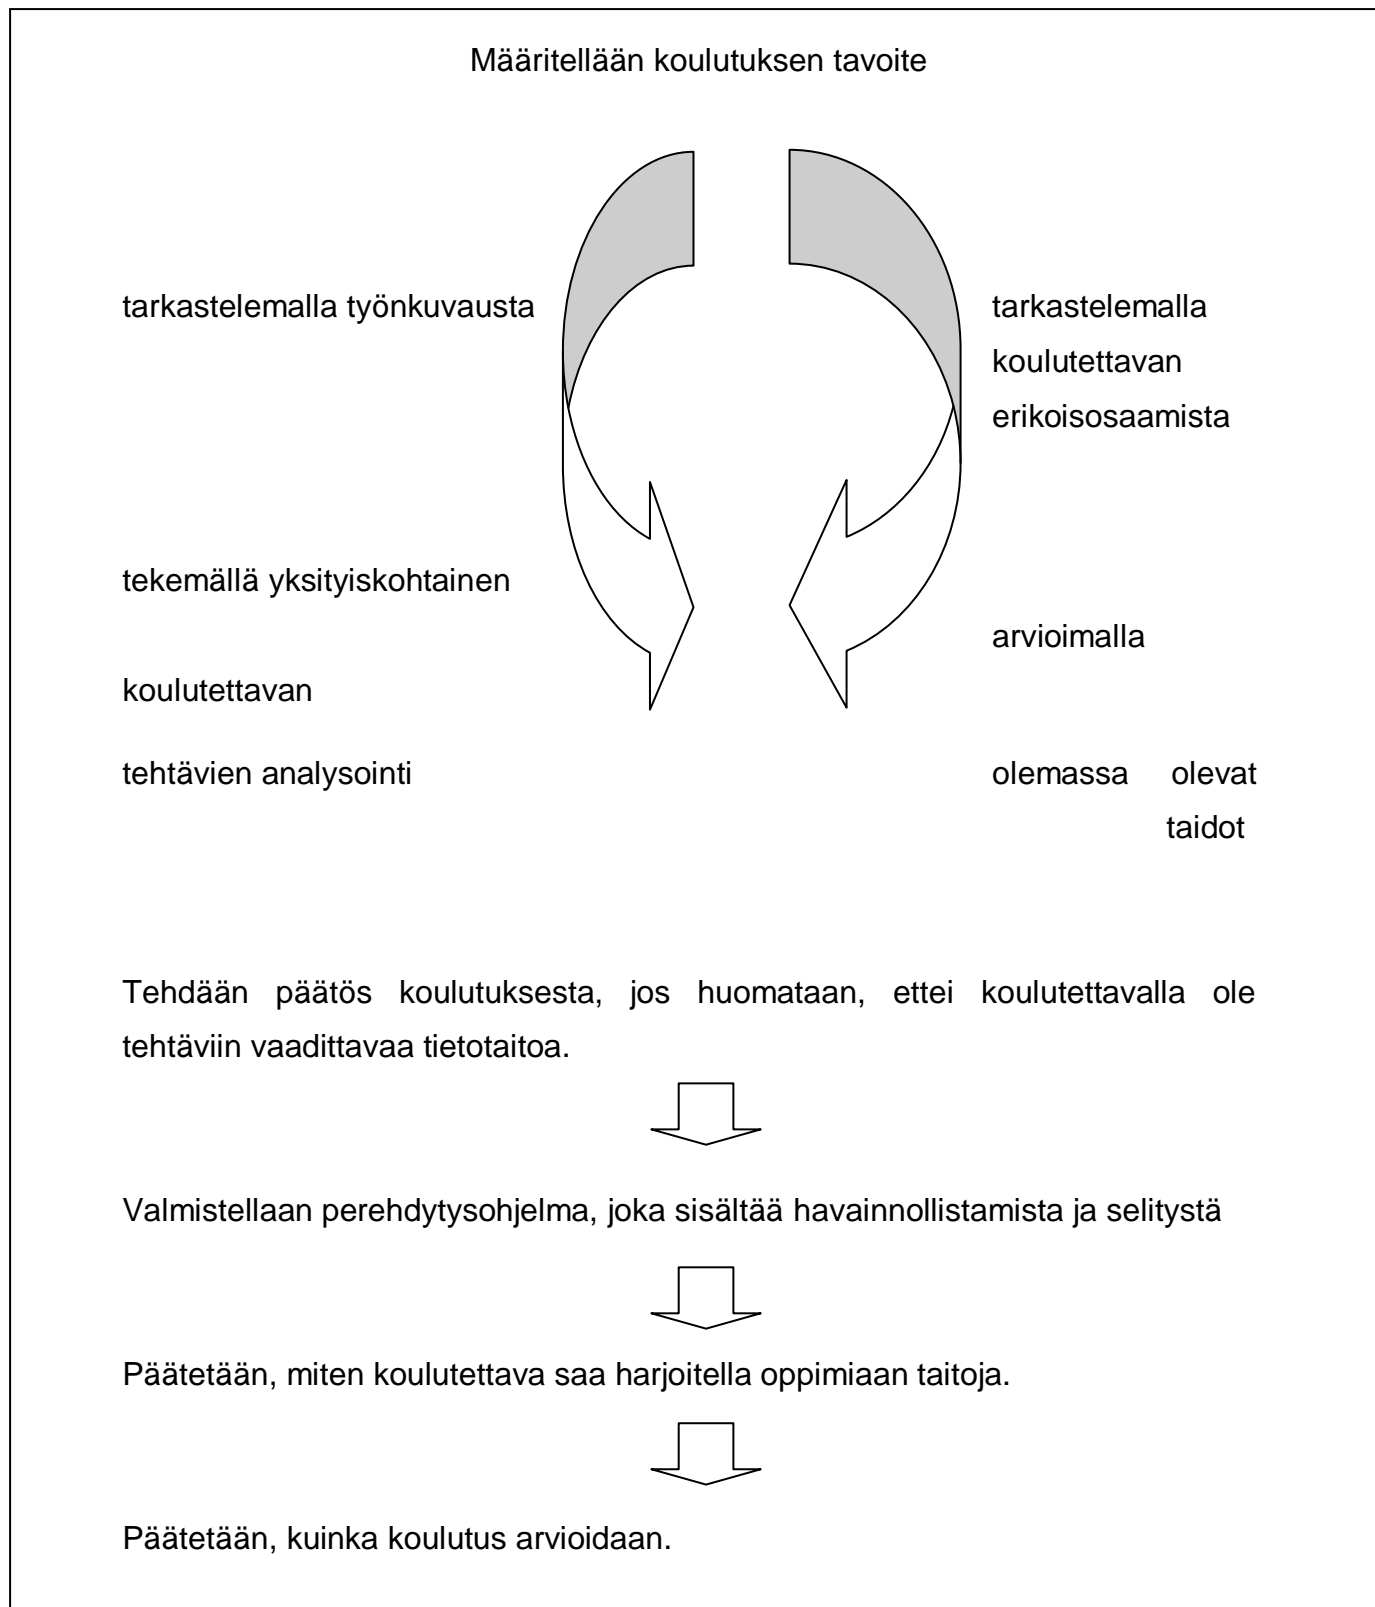 Määritellään koulutuksen tavoite
tarkastelemalla työnkuvausta
tarkastelemalla
koulutettavan
erikoisosaamista
tekemällä yksityiskohtainen
arvioimalla
koulutettavan
tehtävien analysointi
olemassa olevat
taidot
Tehdään päätös koulutuksesta, jos huomataan, ettei koulutettavalla ole
tehtäviin vaadittavaa tietotaitoa.
Valmistellaan perehdytysohjelma, joka sisältää havainnollistamista ja selitystä
Päätetään, miten koulutettava saa harjoitella oppimiaan taitoja.
Päätetään, kuinka koulutus arvioidaan.